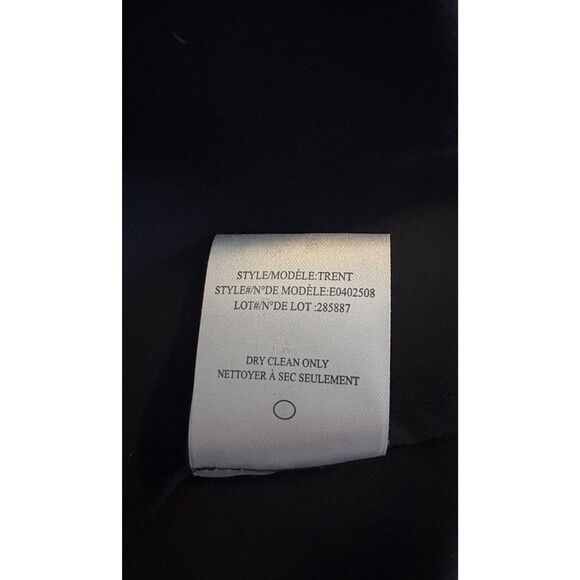 STYLE/MODÈLE:TRENT
STYLE#/N°DE MODÈLE:E0402508
LOT#/N°DE LOT :285887
DRY CLEAN ONLY
NETTOYER À SEC SEULEMENT